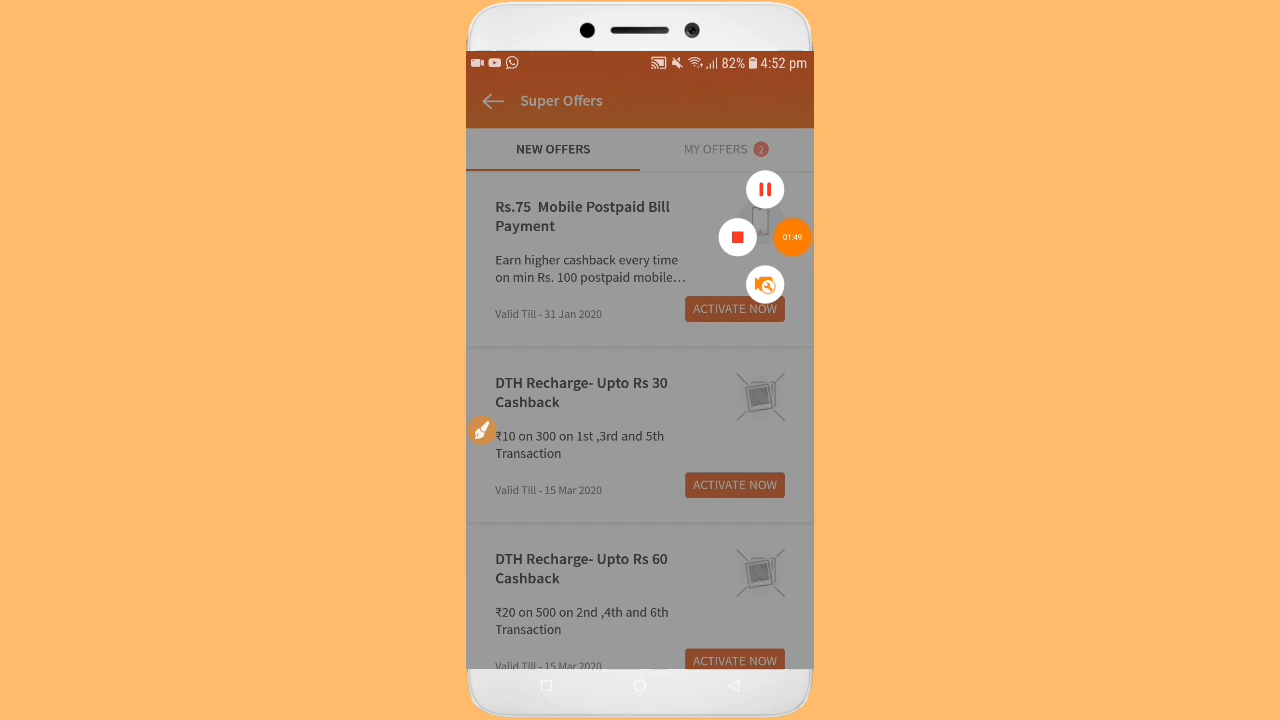 82% 4:52 pm
Super Offers
NEW OFFERS
MY OFFERS 2
Rs.75 Mobile Postpaid Bill
Payment
01:49
Earn higher cashback every time
on min Rs. 100 postpaid mobile...
Valid Till - 31 Jan 2020
ACTIVATE NOW
DTH Recharge- Upto Rs 30
Cashback
₹10 on 300 on 1st ,3rd and 5th
Transaction
Valid Till - 15 Mar 2020
ACTIVATE NOW
DTH Recharge- Upto Rs 60
Cashback
₹20 on 500 on 2nd ,4th and 6th
Transaction
Valid Till - 15 Mar 2020
ACTIVATE NOW